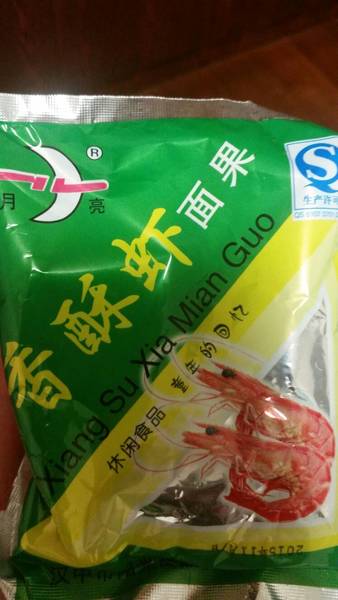 ®
月 亮
香酥虾面果
Xiang Su Xia Mian Guo
休闲食品 童年的回忆
生产许可